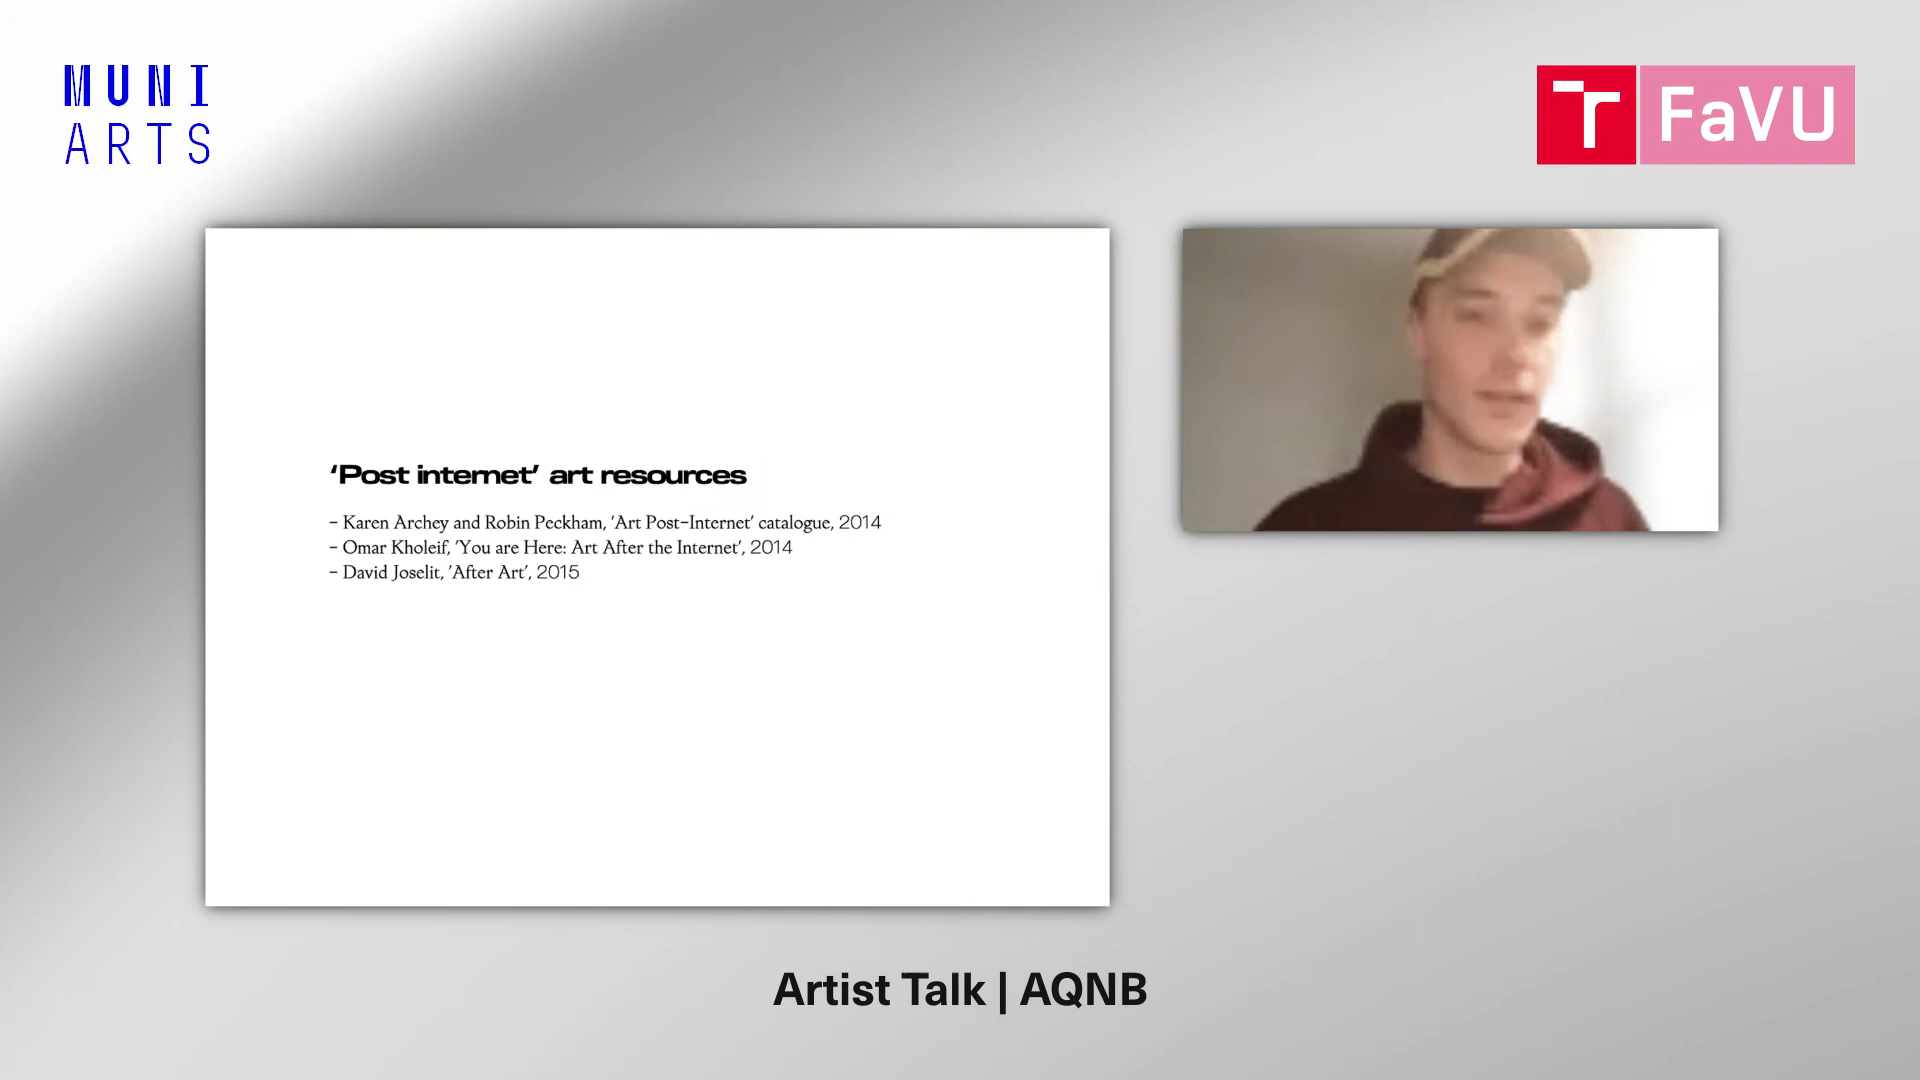 MUNI
ARTS
FaVU
‘Post internet’ art resources
– Karen Archey and Robin Peckham, ‘Art Post-Internet’ catalogue, 2014
– Omar Kholeif, ‘You are Here: Art After the Internet’, 2014
– David Joselit, ‘After Art’, 2015
Artist Talk | AQNB